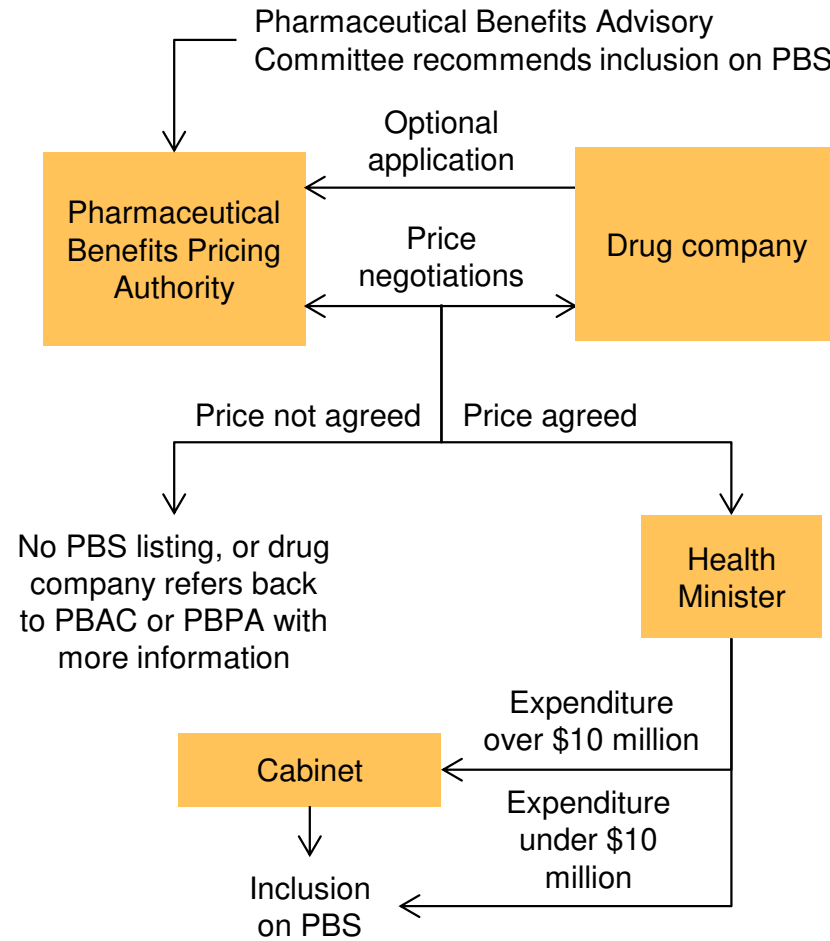 Pharmaceutical Benefits Advisory
Committee recommends inclusion on PBS
Optional
application
Pharmaceutical
Benefits Pricing
Authority
Price
negotiations
Drug company
Price not agreed
Price agreed
No PBS listing, or drug
company refers back
to PBAC or PBPA with
more information
Health
Minister
Expenditure
over $10 million
Cabinet
Expenditure
under $10
million
Inclusion
on PBS